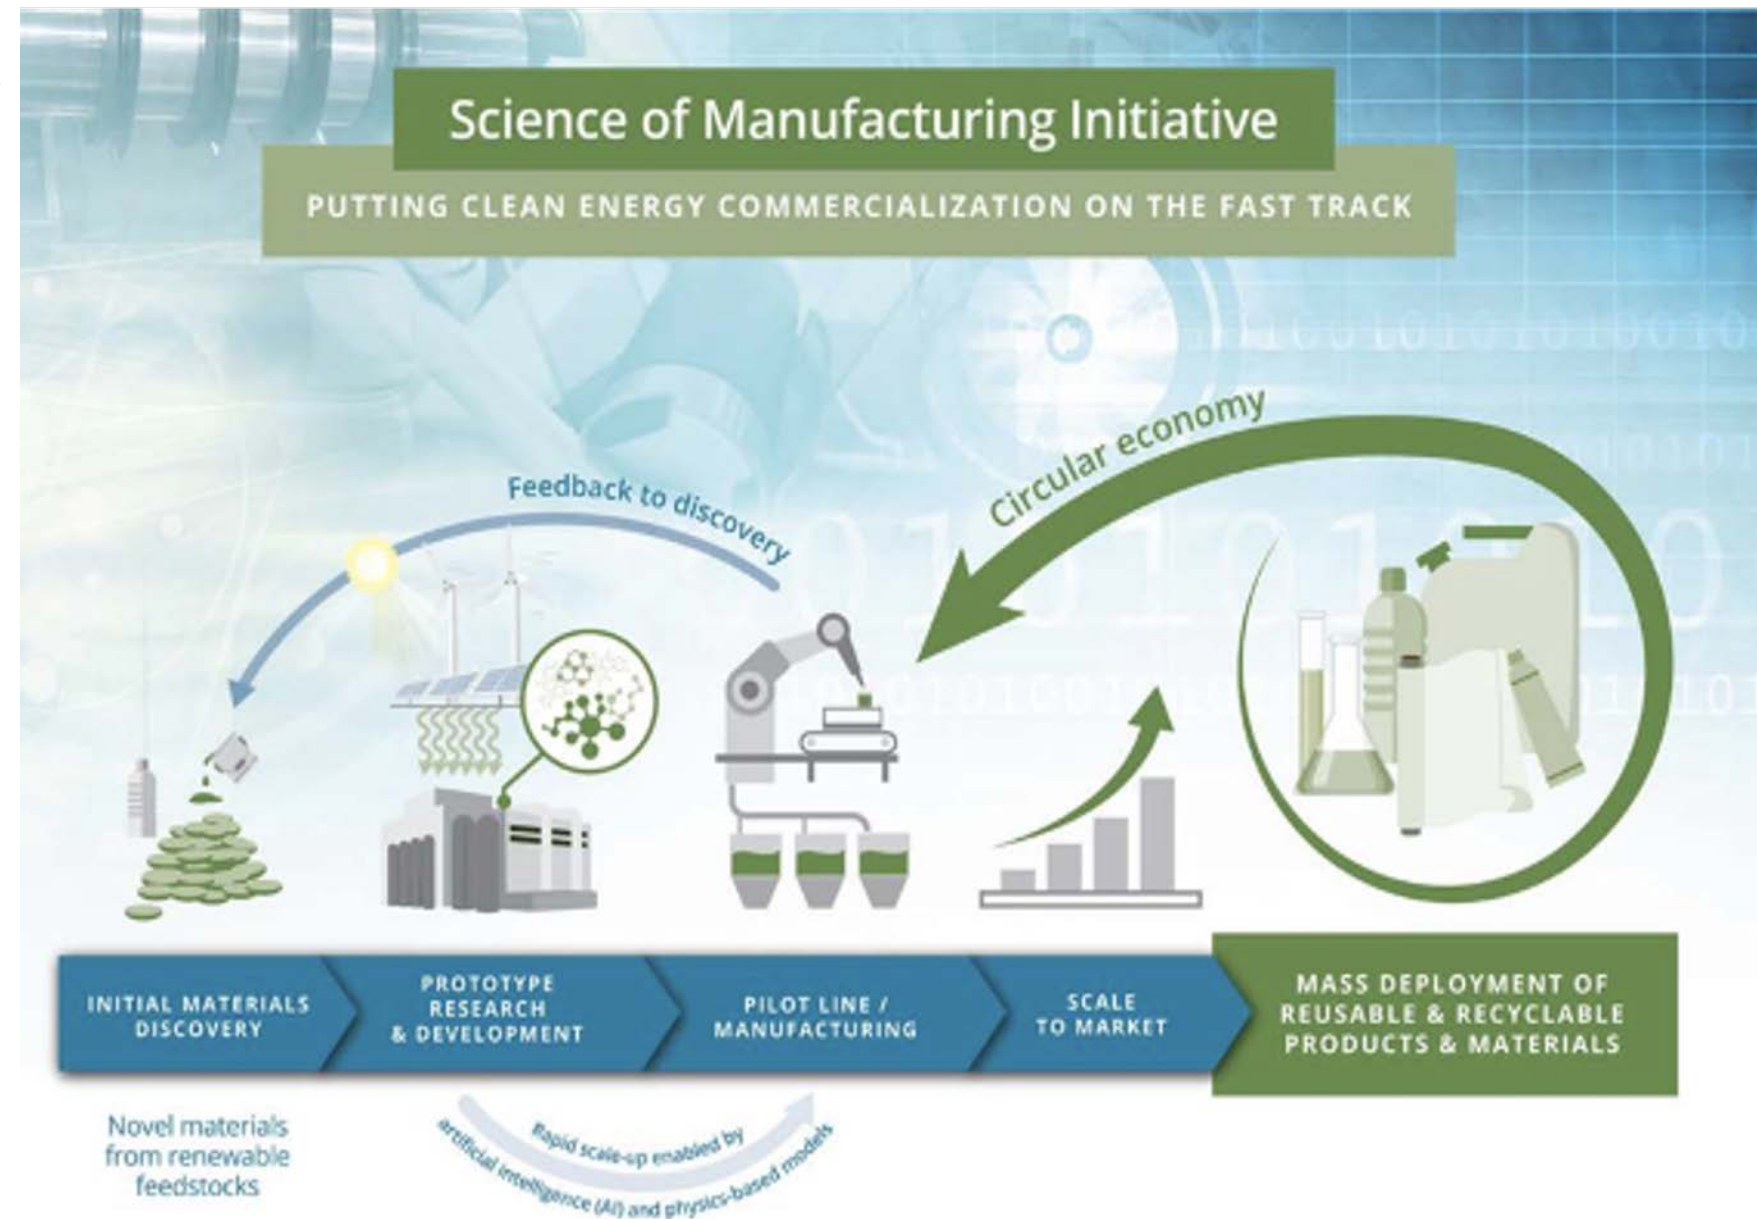 Science of Manufacturing Initiative
PUTTING CLEAN ENERGY COMMERCIALIZATION ON THE FAST TRACK
Circular economy
Feedback to discovery
INITIAL MATERIALS
DISCOVERY
PROTOTYPE
RESEARCH
& DEVELOPMENT
PILOT LINE /
MANUFACTURING
SCALE
TO MARKET
MASS DEPLOYMENT OF
REUSABLE & RECYCLABLE
PRODUCTS & MATERIALS
Novel materials
from renewable
feedstocks
Rapid scale-up enabled by
artificial intelligence (AI) and physics-based models